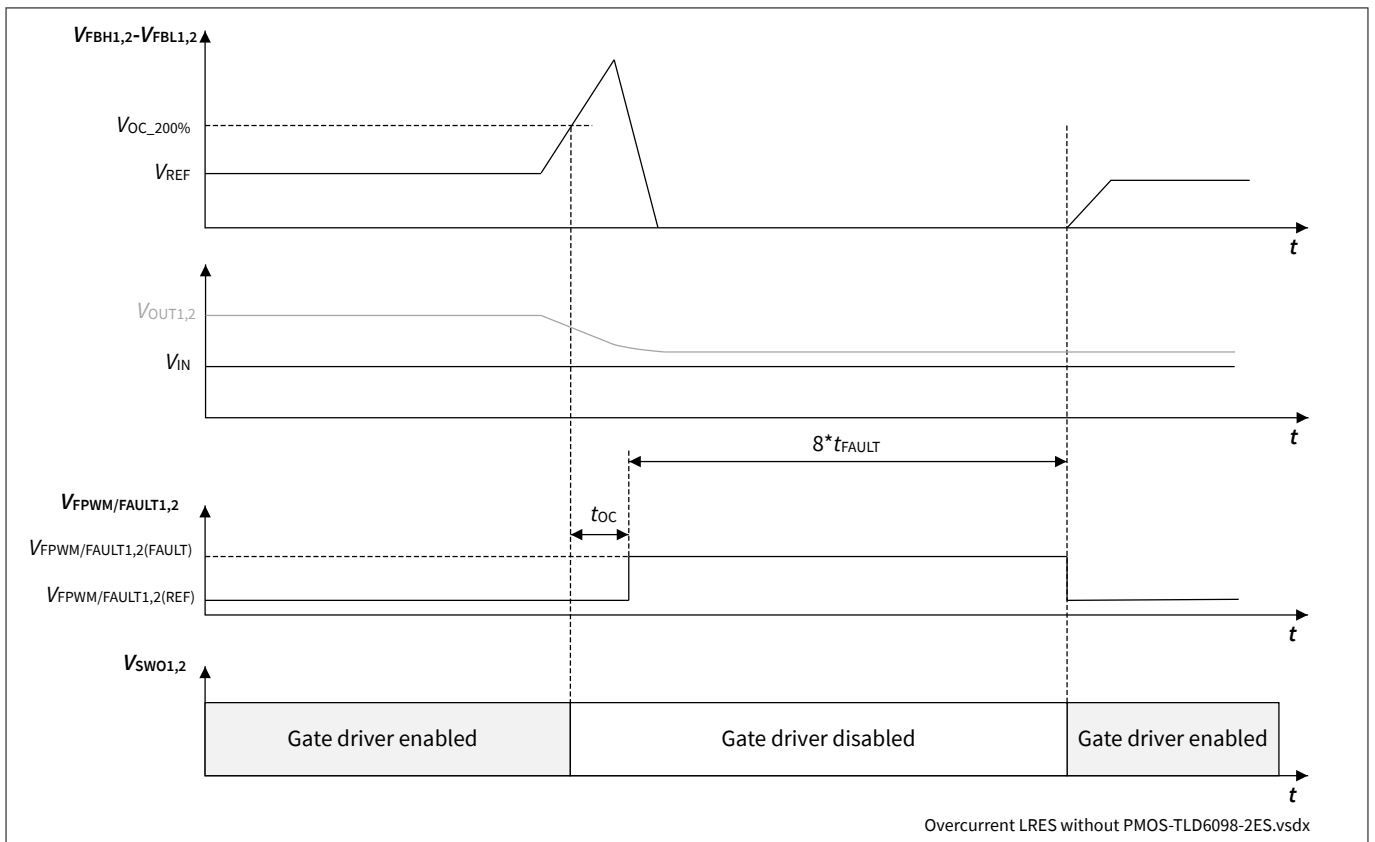 VFBH1,2-VFBL1,2
VOC_200%
VREF
t
VOUT1,2
VIN
t
8*tFAULT
VFPWM/FAULT1,2
tOC
VFPWM/FAULT1,2(FAULT)
VFPWM/FAULT1,2(REF)
t
VSWO1,2
Gate driver enabled Gate driver disabled Gate driver enabled
t
Overcurrent LRES without PMOS-TLD6098-2ES.vsdx